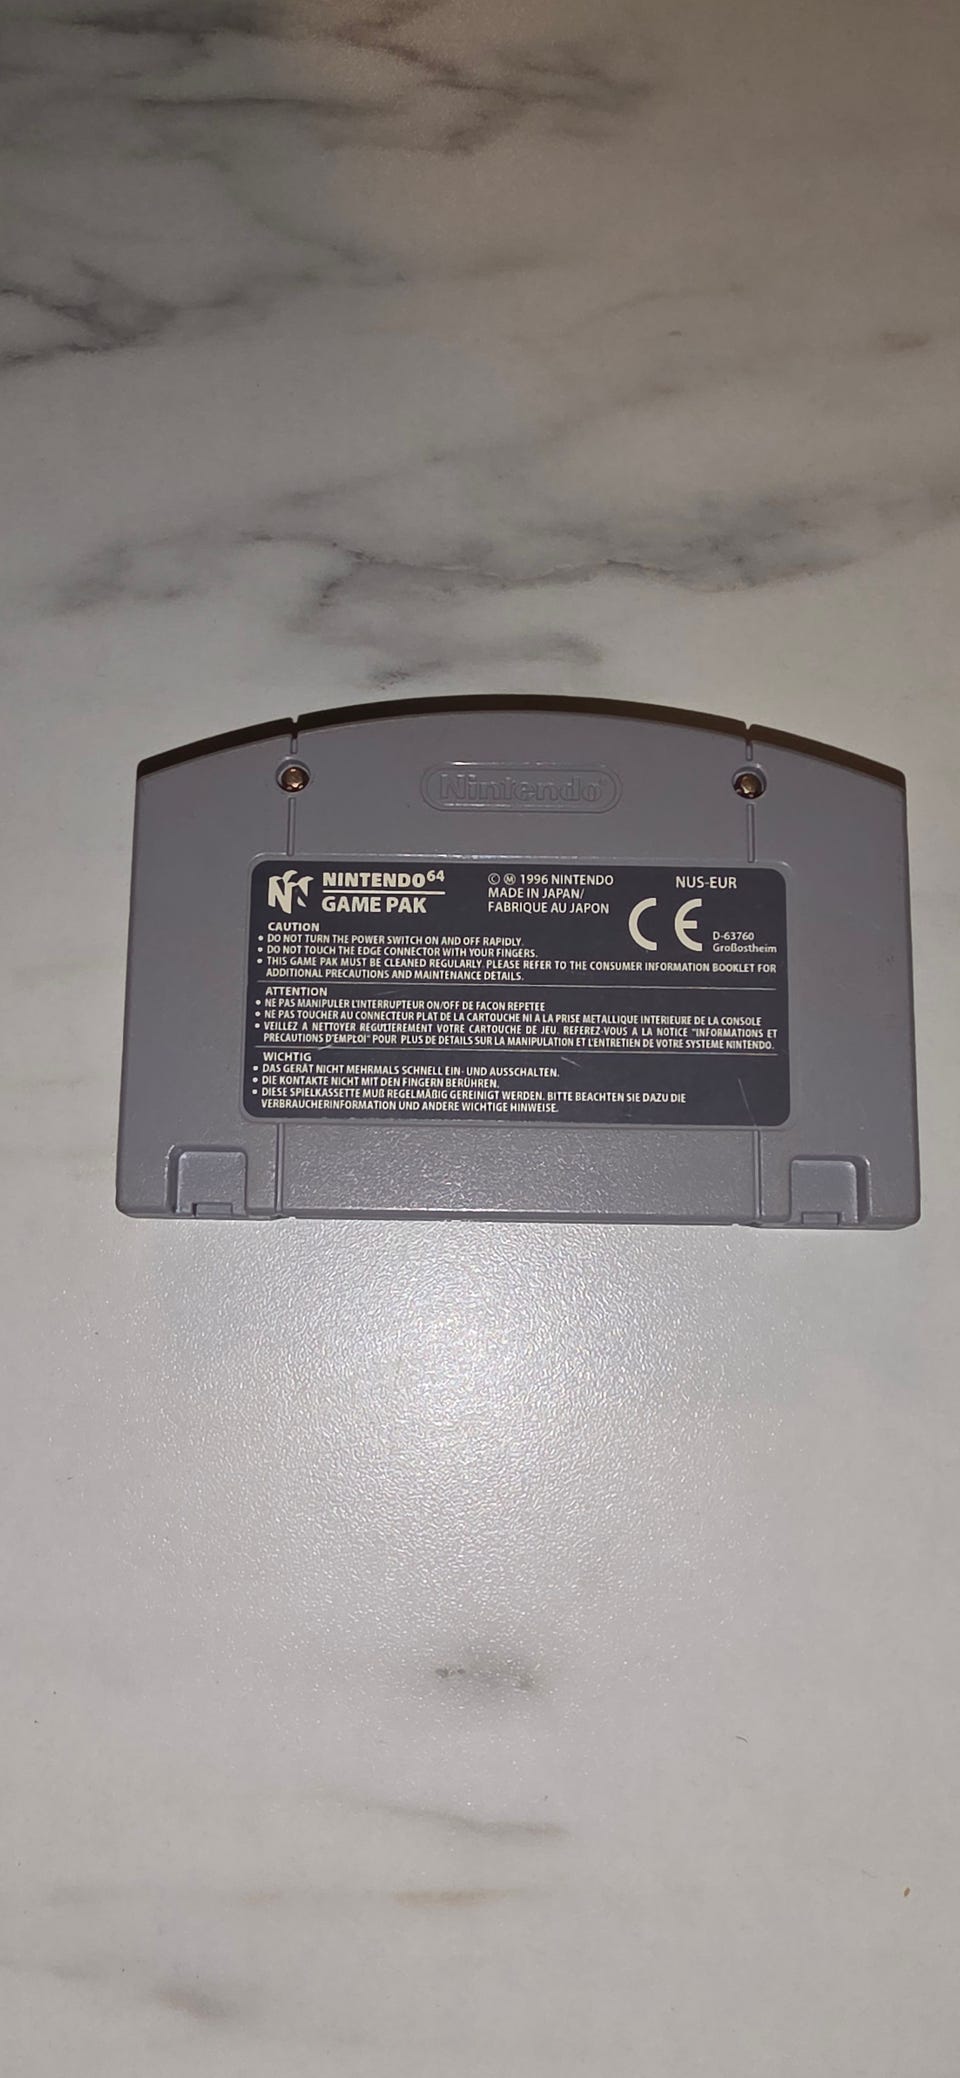 Nintendo®
NINTENDO64
GAME PAK
© Ⓜ 1996 NINTENDO
MADE IN JAPAN/
FABRIQUE AU JAPON
NUS-EUR
CE
D-63760
Großostheim
CAUTION
• DO NOT TURN THE POWER SWITCH ON AND OFF RAPIDLY.
• DO NOT TOUCH THE EDGE CONNECTOR WITH YOUR FINGERS.
• THIS GAME PAK MUST BE CLEANED REGULARLY. PLEASE REFER TO THE CONSUMER INFORMATION BOOKLET FOR
ADDITIONAL PRECAUTIONS AND MAINTENANCE DETAILS.
ATTENTION
• NE PAS MANIPULER L'INTERRUPTEUR ON/OFF DE FACON REPETEE
• NE PAS TOUCHER AU CONNECTEUR PLAT DE LA CARTOUCHE NI A LA PRISE METALLIQUE INTERIEURE DE LA CONSOLE
• VEILLEZ A NETTOYER REGULIEREMENT VOTRE CARTOUCHE DE JEU. REFEREZ-VOUS A LA NOTICE "INFORMATIONS ET
PRECAUTIONS D'EMPLOI" POUR PLUS DE DETAILS SUR LA MANIPULATION ET L'ENTRETIEN DE VOTRE SYSTEME NINTENDO.
WICHTIG
• DAS GERÄT NICHT MEHRMALS SCHNELL EIN- UND AUSSCHALTEN.
• DIE KONTAKTE NICHT MIT DEN FINGERN BERÜHREN.
• DIESE SPIELKASSETTE MUß REGELMÄßIG GEREINIGT WERDEN. BITTE BEACHTEN SIE DAZU DIE
VERBRAUCHERINFORMATION UND ANDERE WICHTIGE HINWEISE.